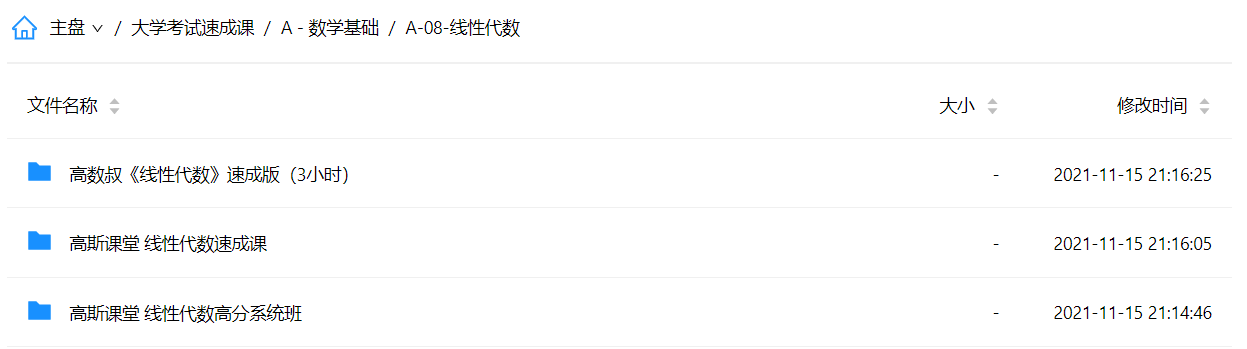 主盘 / 大学考试速成课 / A - 数学基础 / A-08-线性代数
文件名称 大小 修改时间
高数叔《线性代数》速成版（3小时） - 2021-11-15 21:16:25
高斯课堂 线性代数速成课 - 2021-11-15 21:16:05
高斯课堂 线性代数高分系统班 - 2021-11-15 21:14:46